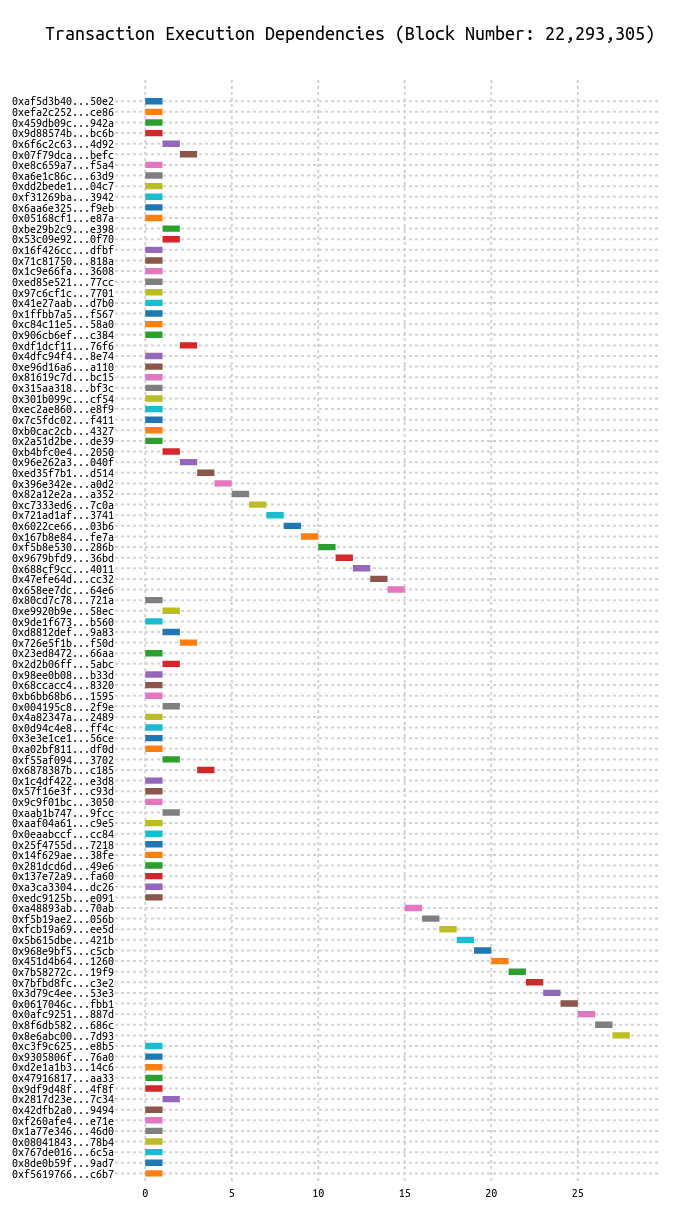 Transaction Execution Dependencies (Block Number: 22,293,305)
0xaf5d3b40...50e2
0xefa2c252...ce86
0x459db09c...942a
0x9d88574b...bc6b
0x6f6c2c63...4d92
0x07f79dca...befc
0xe8c659a7...f5a4
0xa6e1c86c...63d9
0xdd2bede1...04c7
0xf31269ba...3942
0x6aa6e325...f9eb
0x05168cf1...e87a
0xbe29b2c9...e398
0x53c09e92...0f70
0x16f426cc...dfbf
0x71c81750...818a
0x1c9e66fa...3608
0xed85e521...77cc
0x97c6cf1c...7701
0x41e27aab...d7b0
0x1ffbb7a5...f567
0xc84c11e5...58a0
0x906cb6ef...c384
0xdf1dcf11...76f6
0x4dfc94f4...8e74
0xe96d16a6...a110
0x81619c7d...bc15
0x315aa318...bf3c
0x301b099c...cf54
0xec2ae860...e8f9
0x7c5fdc02...f411
0xb0cac2cb...4327
0x2a51d2be...de39
0xb4bfc0e4...2050
0x96e262a3...040f
0xed35f7b1...d514
0x396e342e...a0d2
0x82a12e2a...a352
0xc7333ed6...7c0a
0x721ad1af...3741
0x6022ce66...03b6
0x167b8e84...fe7a
0xf5b8e530...286b
0x9679bfd9...36bd
0x688cf9cc...4011
0x47efe64d...cc32
0x658ee7dc...64e6
0x80cd7c78...721a
0xe9920b9e...58ec
0x9de1f673...b560
0xd8812def...9a83
0x726e5f1b...f50d
0x23ed8472...66aa
0x2d2b06ff...5abc
0x98ee0b08...b33d
0x68ccacc4...8320
0xb6bb68b6...1595
0x004195c8...2f9e
0x4a82347a...2489
0x0d94c4e8...ff4c
0x3e3e1ce1...56ce
0xa02bf811...df0d
0xf55af094...3702
0x6878387b...c185
0x1c4df422...e3d8
0x57f16e3f...c93d
0x9c9f01bc...3050
0xaab1b747...9fcc
0xaaf04a61...c9e5
0x0eaabccf...cc84
0x25f4755d...7218
0x14f629ae...38fe
0x281dcd6d...49e6
0x137e72a9...fa60
0xa3ca3304...dc26
0xedc9125b...e091
0xa48893ab...70ab
0xf5b19ae2...056b
0xfcb19a69...ee5d
0x5b615dbe...421b
0x968e9bf5...c5cb
0x451d4b64...1260
0x7b58272c...19f9
0x7bfbd8fc...c3e2
0x3d79c4ee...53e3
0x0617046c...fbb1
0x0afc9251...887d
0x8f6db582...686c
0x8e6abc00...7d93
0xc3f9c625...e8b5
0x9305806f...76a0
0xd2e1a1b3...14c6
0x47916817...aa33
0x9df9d48f...4f8f
0x2817d23e...7c34
0x42dfb2a0...9494
0xf260afe4...e71e
0x1a77e346...46d0
0x08041843...78b4
0x767de016...6c5a
0x8de0b59f...9ad7
0xf5619766...c6b7
0 5 10 15 20 25